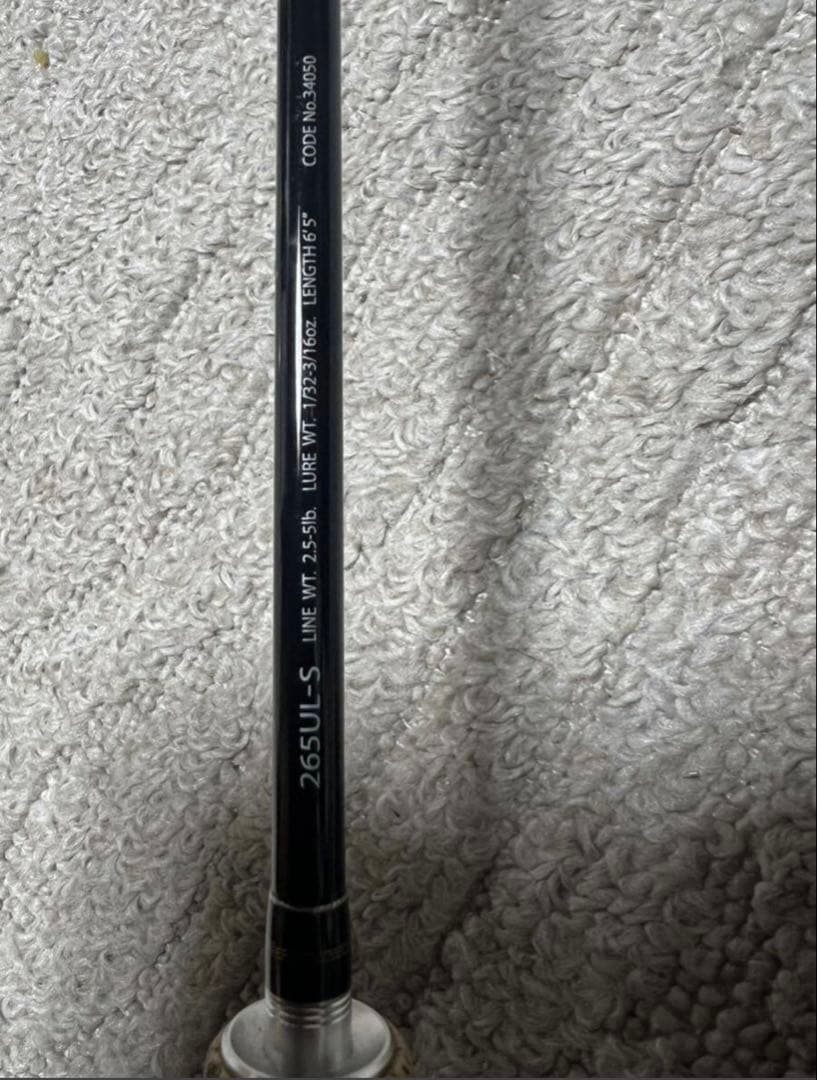 265UL-S LINE WT. 2.5-5lb. LURE WT. 1/32-3/16oz. LENGTH 6'5" CODE No.34050